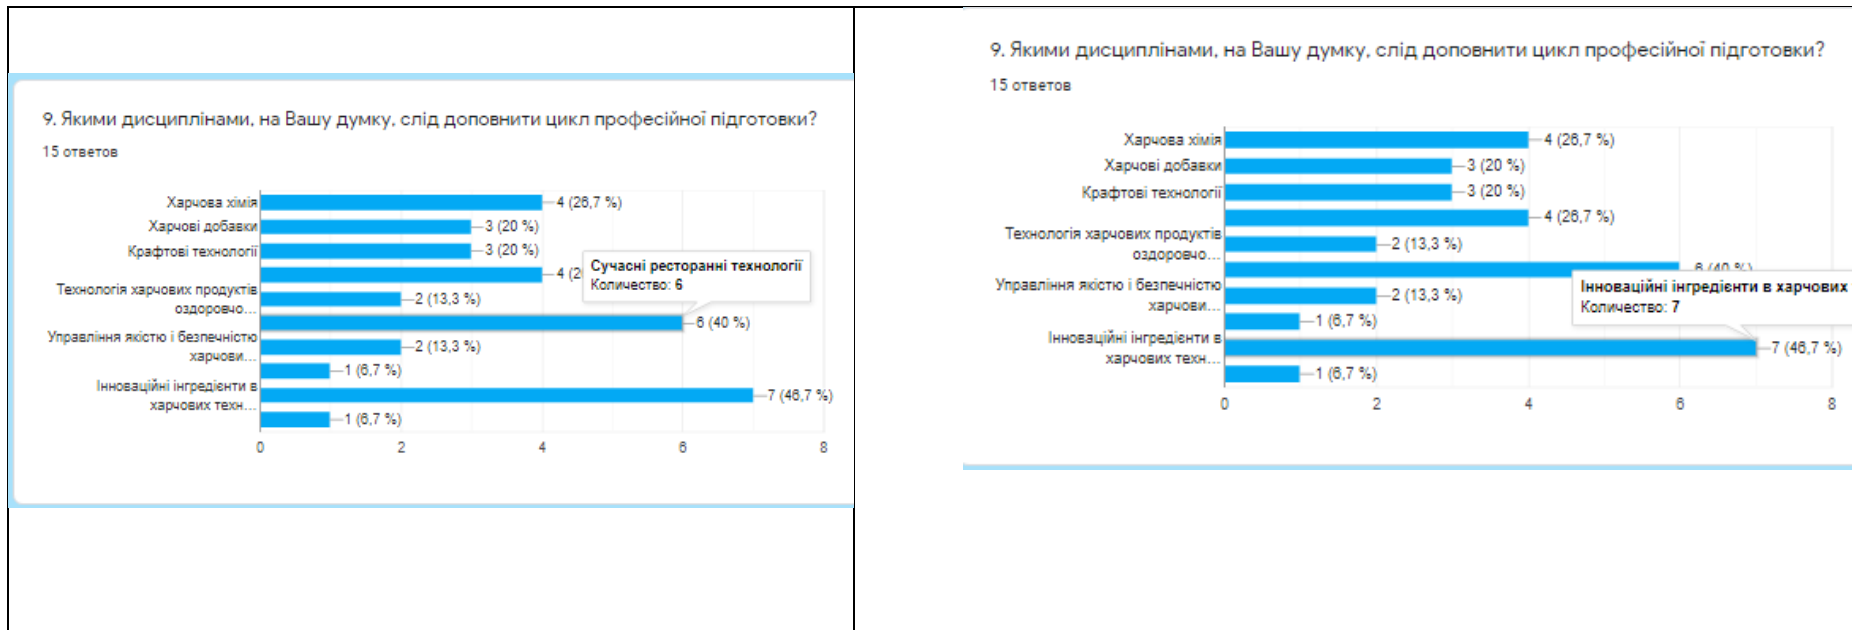 9. Якими дисциплінами, на Вашу думку, слід доповнити цикл професійної підготовки?
15 ответов
Харчова хімія
4 (26,7 %)
Харчові добавки
3 (20 %)
Крафтові технології
3 (20 %)
4 (2
Сучасні ресторанні технології
Количество: 6
Технологія харчових продуктів
оздоровчо...
2 (13,3 %)
6 (40 %)
Управління якістю і безпечністю
харчови...
2 (13,3 %)
1 (6,7 %)
Інноваційні інгредієнти в
харчових техн...
7 (46,7 %)
1 (6,7 %)
0 2 4 6 8
9. Якими дисциплінами, на Вашу думку, слід доповнити цикл професійної підготовки?
15 ответов
Харчова хімія
4 (26,7 %)
Харчові добавки
3 (20 %)
Крафтові технології
3 (20 %)
4 (26,7 %)
Технологія харчових продуктів
оздоровчо...
2 (13,3 %)
6 (40 %)
Управління якістю і безпечністю
харчови...
2 (13,3 %)
Інноваційні інгредієнти в харчових
Количество: 7
1 (6,7 %)
Інноваційні інгредієнти в
харчових техн...
7 (46,7 %)
1 (6,7 %)
0 2 4 6 8